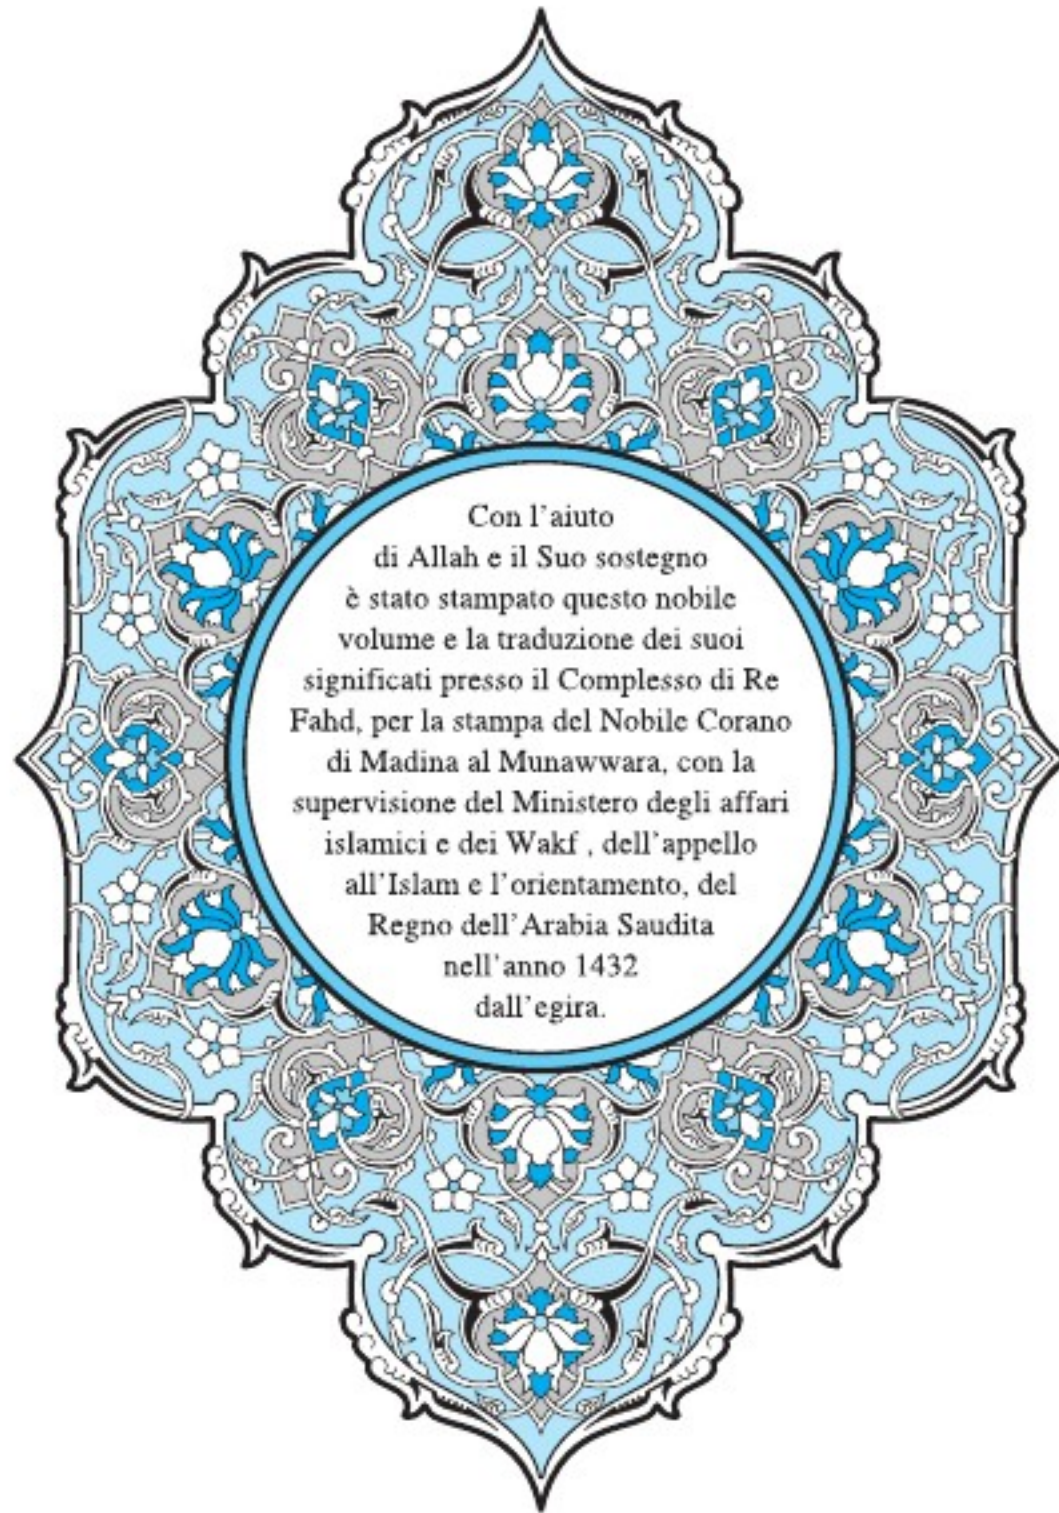 Con l'aiuto
di Allah e il Suo sostegno
è stato stampato questo nobile
volume e la traduzione dei suoi
significati presso il Complesso di Re
Fahd, per la stampa del Nobile Corano
di Madina al Munawwara, con la
supervisione del Ministero degli affari
islamici e dei Wakf , dell'appello
all'Islam e l'orientamento, del
Regno dell'Arabia Saudita
nell'anno 1432
dall'egira.